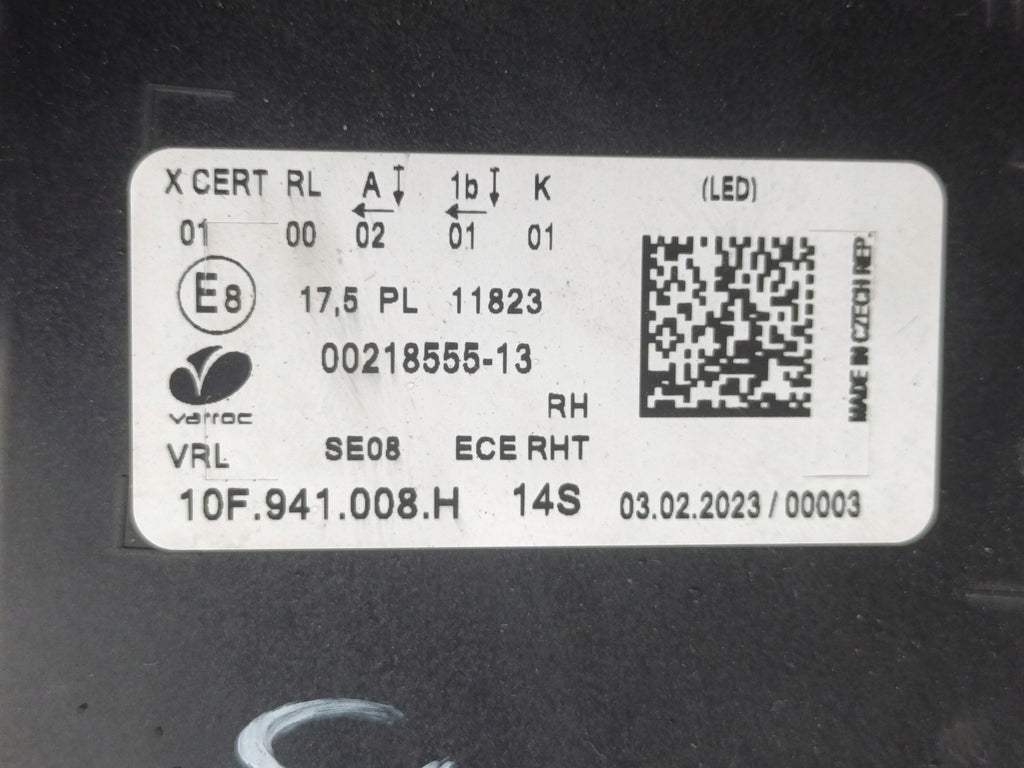 X CERT RL A 1b K (LED)
01 00 02 01 01
E8 17,5 PL 11823
00218555-13
varroc
RH
VRL SE08 ECE RHT
10F.941.008.H 14S 03.02.2023 / 00003
MADE IN CZECH REP.